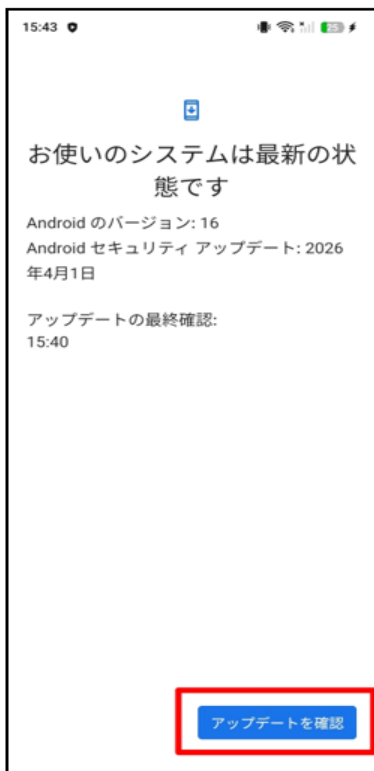 15:43
25
お使いのシステムは最新の状
態です
Android のバージョン: 16
Android セキュリティ アップデート: 2026
年4月1日
アップデートの最終確認:
15:40
アップデートを確認